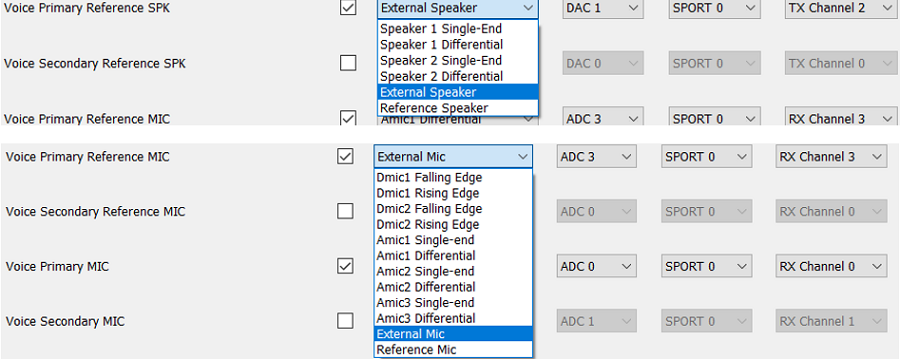 Voice Primary Reference SPK External Speaker DAC 1 SPORT 0 TX Channel 2
Speaker 1 Single-End
Speaker 1 Differential
Voice Secondary Reference SPK Speaker 2 Single-End DAC 0 SPORT 0 TX Channel 0
Speaker 2 Differential
External Speaker
Reference Speaker
Voice Primary Reference MIC Amic1 Differential ADC 3 SPORT 0 RX Channel 3
Voice Primary Reference MIC External Mic ADC 3 SPORT 0 RX Channel 3
Dmic1 Falling Edge
Dmic1 Rising Edge
Voice Secondary Reference MIC Dmic2 Falling Edge ADC 0 SPORT 0 RX Channel 0
Dmic2 Rising Edge
Amic1 Single-end
Amic1 Differential
Voice Primary MIC Amic2 Single-end ADC 0 SPORT 0 RX Channel 0
Amic2 Differential
Amic3 Single-end
Voice Secondary MIC Amic3 Differential ADC 1 SPORT 0 RX Channel 1
External Mic
Reference Mic